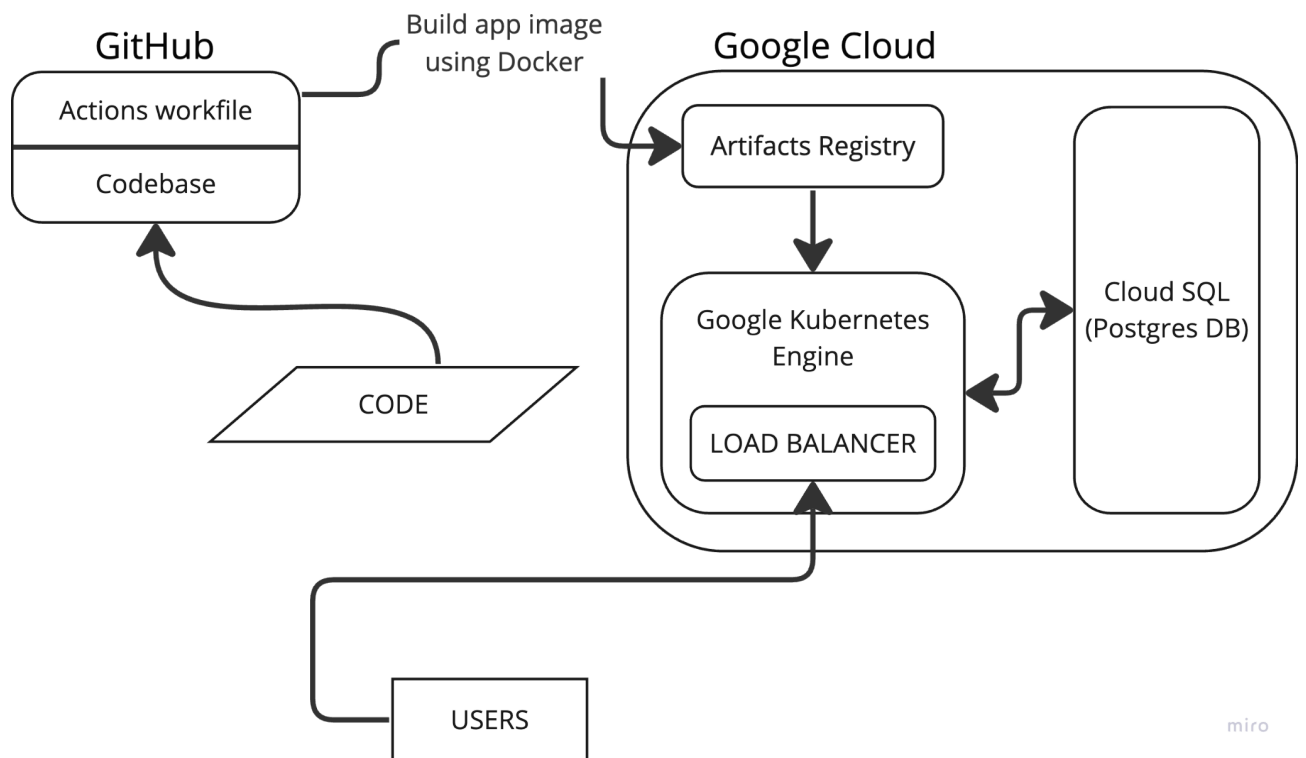 GitHub
Actions workfile
Codebase
Build app image
using Docker
Google Cloud
Artifacts Registry
Google Kubernetes
Engine
LOAD BALANCER
Cloud SQL
(Postgres DB)
CODE
USERS
miro